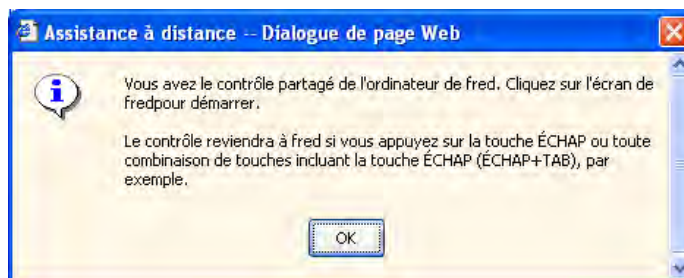 Assistance à distance -- Dialogue de page Web
Vous avez le contrôle partagé de l'ordinateur de fred. Cliquez sur l'écran de
fredpour démarrer.
Le contrôle reviendra à fred si vous appuyez sur la touche ÉCHAP ou toute
combinaison de touches incluant la touche ÉCHAP (ÉCHAP+TAB), par
exemple.
OK